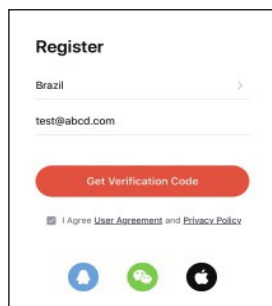 Register
Brazil
test@abcd.com
Get Verification Code
I Agree User Agreement and Privacy Policy